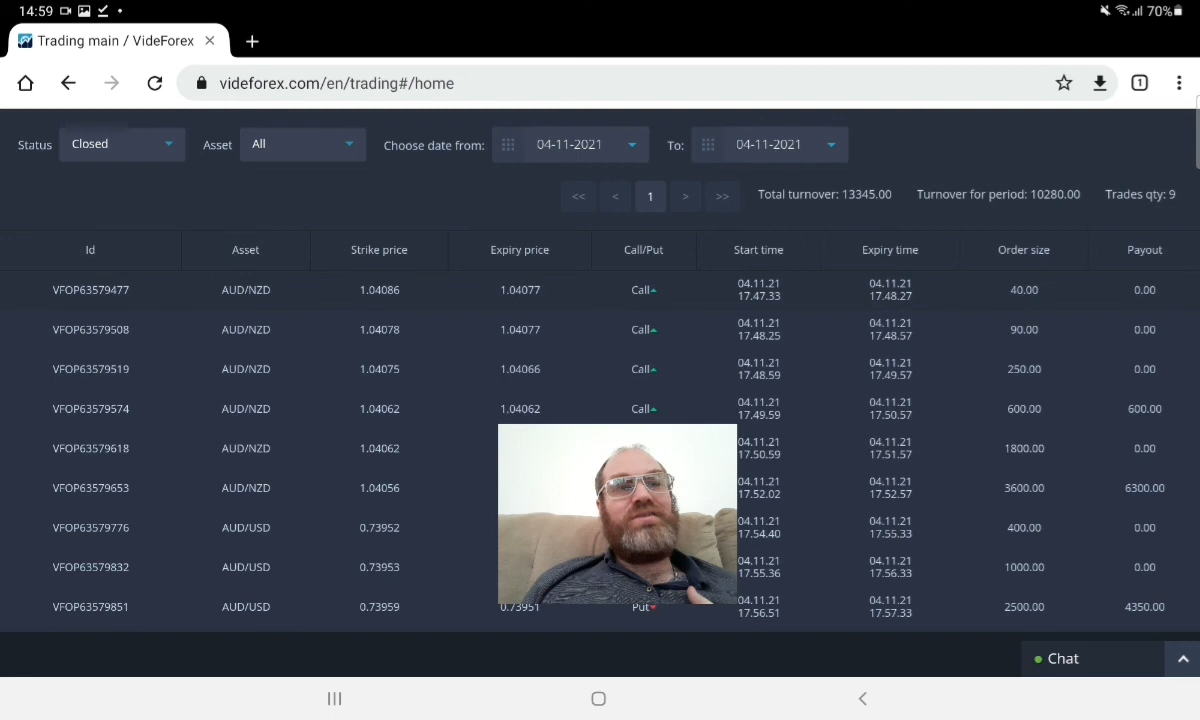 14:59 70%
Trading main / VideForex
videforex.com/en/trading#/home 1
Status Closed Asset All Choose date from: 04-11-2021 To: 04-11-2021
<< < 1 > >> Total turnover: 13345.00 Turnover for period: 10280.00 Trades qty: 9
Id Asset Strike price Expiry price Call/Put Start time Expiry time Order size Payout
VFOP63579477 AUD/NZD 1.04086 1.04077 Call 04.11.21 17.47.33 04.11.21 17.48.27 40.00 0.00
VFOP63579508 AUD/NZD 1.04078 1.04077 Call 04.11.21 17.48.25 04.11.21 17.48.57 90.00 0.00
VFOP63579519 AUD/NZD 1.04075 1.04066 Call 04.11.21 17.48.59 04.11.21 17.49.57 250.00 0.00
VFOP63579574 AUD/NZD 1.04062 1.04062 Call 04.11.21 17.49.59 04.11.21 17.50.57 600.00 600.00
VFOP63579618 AUD/NZD 1.04062 04.11.21 17.50.59 04.11.21 17.51.57 1800.00 0.00
VFOP63579653 AUD/NZD 1.04056 04.11.21 17.52.02 04.11.21 17.52.57 3600.00 6300.00
VFOP63579776 AUD/USD 0.73952 04.11.21 17.54.40 04.11.21 17.55.33 400.00 0.00
VFOP63579832 AUD/USD 0.73953 04.11.21 17.55.36 04.11.21 17.56.33 1000.00 0.00
VFOP63579851 AUD/USD 0.73959 0.73951 Put 04.11.21 17.56.51 04.11.21 17.57.33 2500.00 4350.00
Chat